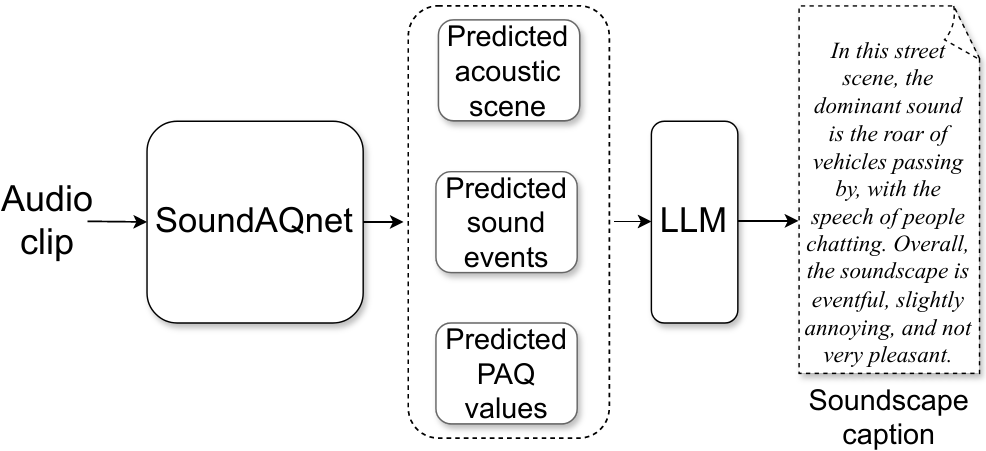 Audio
clip
SoundAQnet
Predicted
acoustic
scene
Predicted
sound
events
Predicted
PAQ
values
LLM
In this street
scene, the
dominant sound
is the roar of
vehicles passing
by, with the
speech of people
chatting. Overall,
the soundscape is
eventful, slightly
annoying, and not
very pleasant.
Soundscape
caption